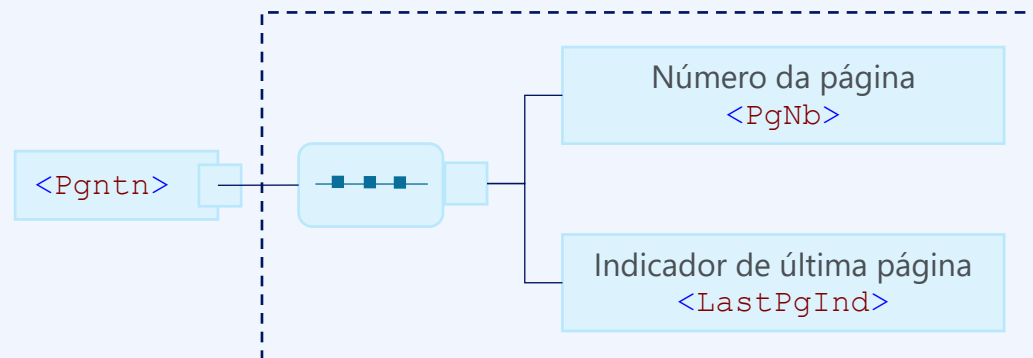 Número da página
<PgNb>
<Pgntn>
Indicador de última página
<LastPgInd>